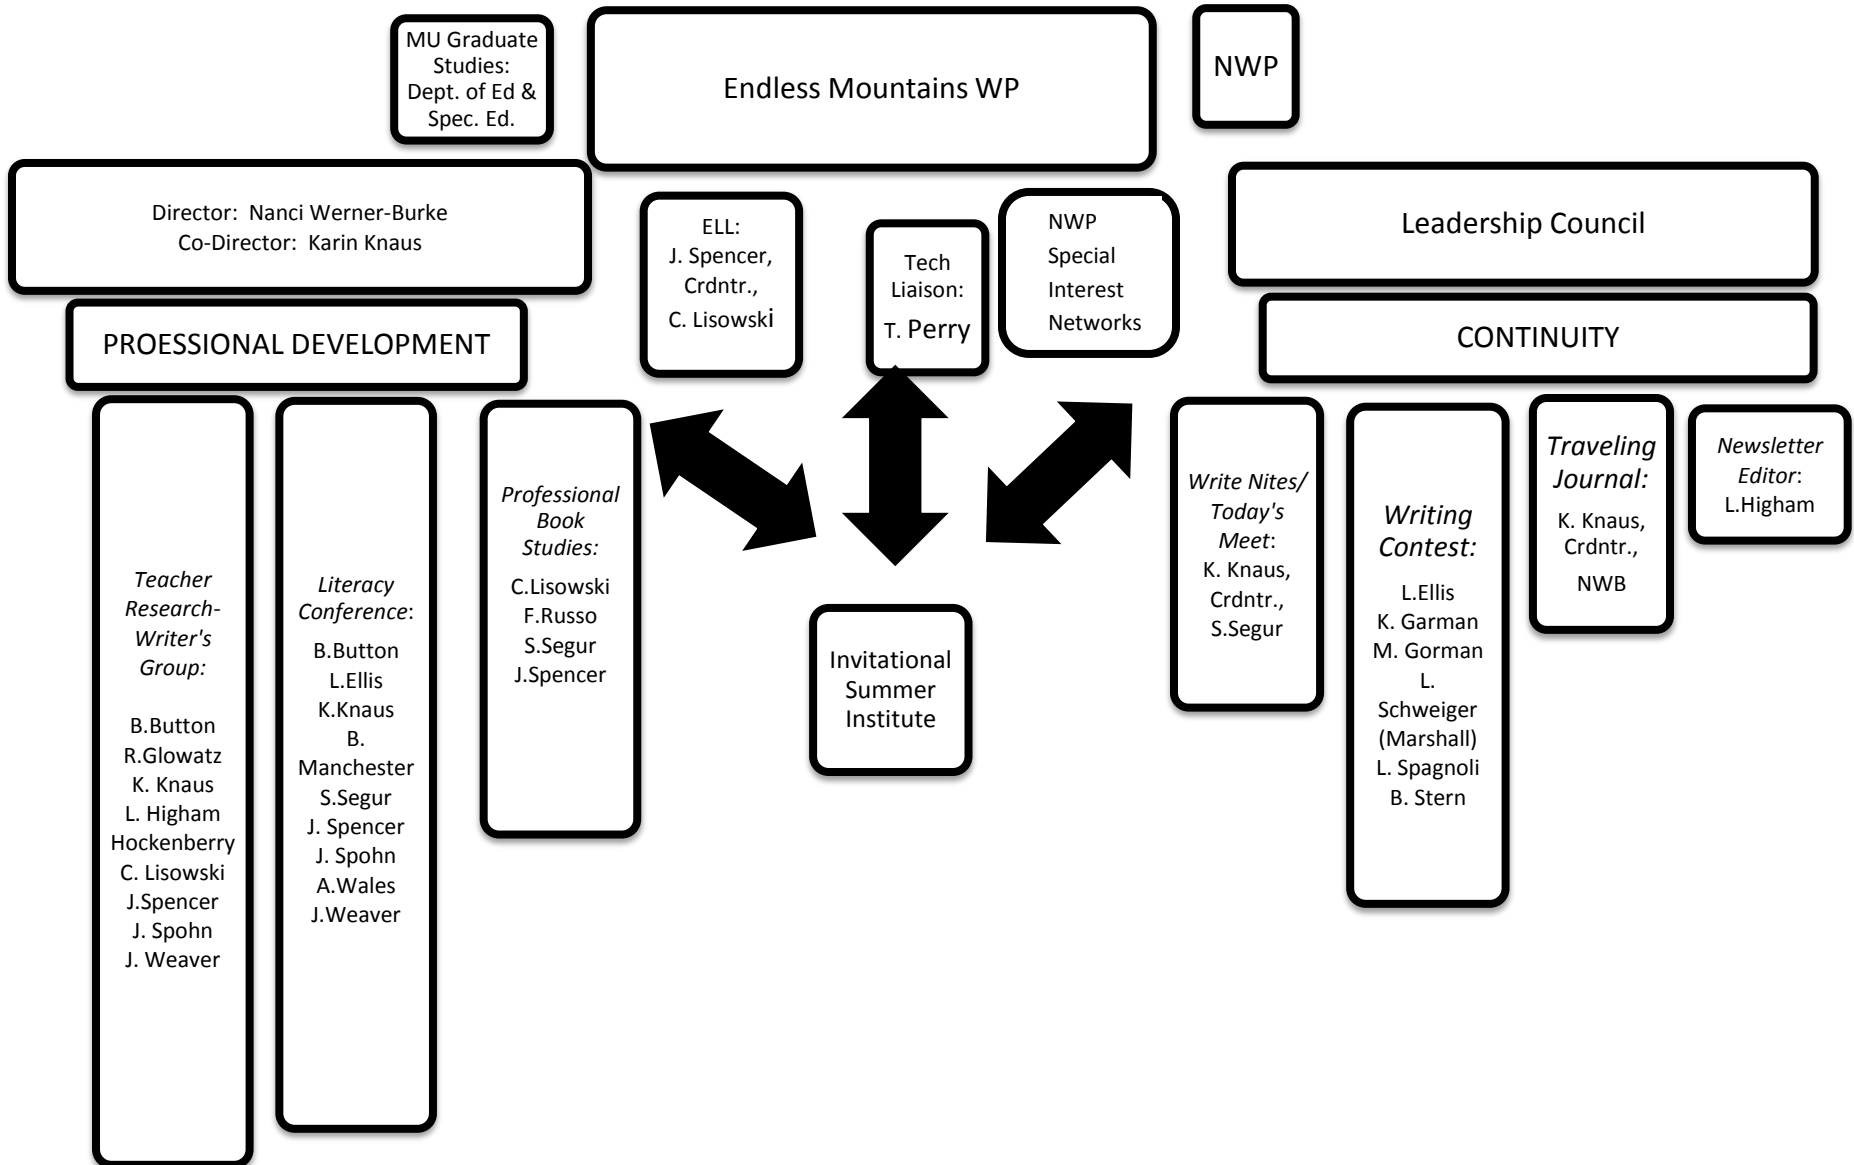 MU Graduate
Studies:
Dept. of Ed &
Spec. Ed.
Endless Mountains WP
NWP
Director:  Nanci Werner-Burke
Co-Director:  Karin Knaus
ELL:
J. Spencer,
Crdntr.,
C. Lisowski
Tech
Liaison:
T. Perry
NWP
Special
Interest
Networks
Leadership Council
PROESSIONAL DEVELOPMENT
CONTINUITY
Teacher
Research-
Writer's
Group:
B.Button
R.Glowatz
K. Knaus
L. Higham
Hockenberry
C. Lisowski
J.Spencer
J. Spohn
J. Weaver
Literacy
Conference:
B.Button
L.Ellis
K.Knaus
B.
Manchester
S.Segur
J. Spencer
J. Spohn
A.Wales
J.Weaver
Professional
Book
Studies:
C.Lisowski
F.Russo
S.Segur
J.Spencer
Invitational
Summer
Institute
Write Nites/
Today's
Meet:
K. Knaus,
Crdntr.,
S.Segur
Writing
Contest:
L.Ellis
K. Garman
M. Gorman
L.
Schweiger
(Marshall)
L. Spagnoli
B. Stern
Traveling
Journal:
K. Knaus,
Crdntr.,
NWB
Newsletter
Editor:
L.Higham